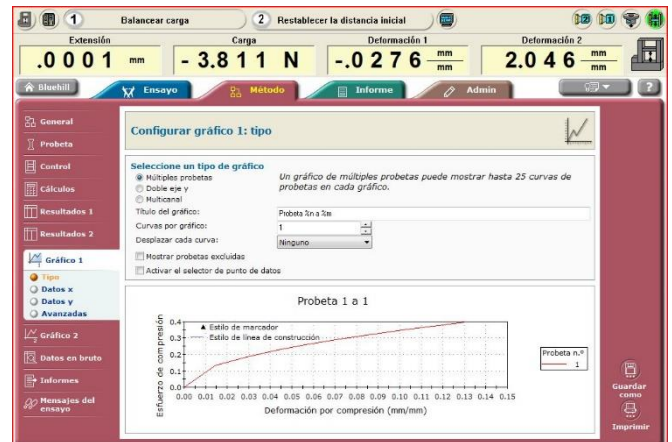 1 Balancear carga 2 Restablecer la distancia inicial
Extensión Carga Deformación 1 Deformación 2
.0001 mm -3.811 N -.0276 mm/mm 2.046 mm/mm
Bluehill Ensayo Método Informe Admin ?
General
Probeta
Control
Cálculos
Resultados 1
Resultados 2
Gráfico 1
Tipo
Datos x
Datos y
Avanzadas
Gráfico 2
Datos en bruto
Informes
Mensajes del
ensayo
Configurar gráfico 1: tipo
Seleccione un tipo de gráfico
Múltiples probetas
Doble eje y
Multicanal
Un gráfico de múltiples probetas puede mostrar hasta 25 curvas de
probetas en cada gráfico.
Título del gráfico: Probeta %n a %m
Curvas por gráfico: 1
Desplazar cada curva: Ninguno
Mostrar probetas excluidas
Activar el selector de punto de datos
Probeta 1 a 1
Esfuerzo de compresión
0.4
0.3
0.2
0.1
0.0
Estilo de marcador
Estilo de línea de construcción
0.00 0.01 0.02 0.03 0.04 0.05 0.06 0.07 0.08 0.09 0.10 0.11 0.12 0.13 0.14 0.15
Deformación por compresión (mm/mm)
Probeta n.º
1
Guardar
como
Imprimir